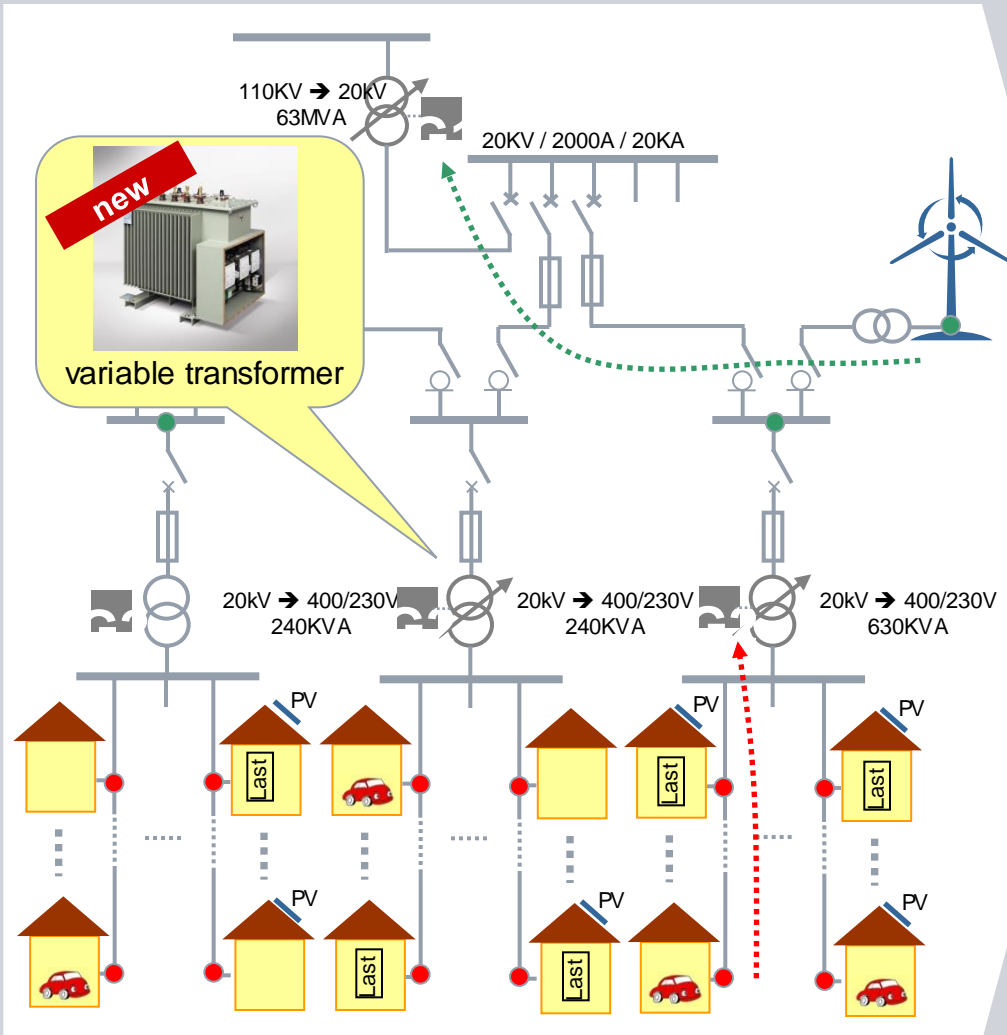 110KV ➔ 20kV
63MVA
20KV / 2000A / 20KA
new
variable transformer
20kV ➔ 400/230V
240KVA
20kV ➔ 400/230V
240KVA
20kV ➔ 400/230V
630KVA
PV
PV
PV
Last
Last
Last
PV
PV
PV
Last
Last